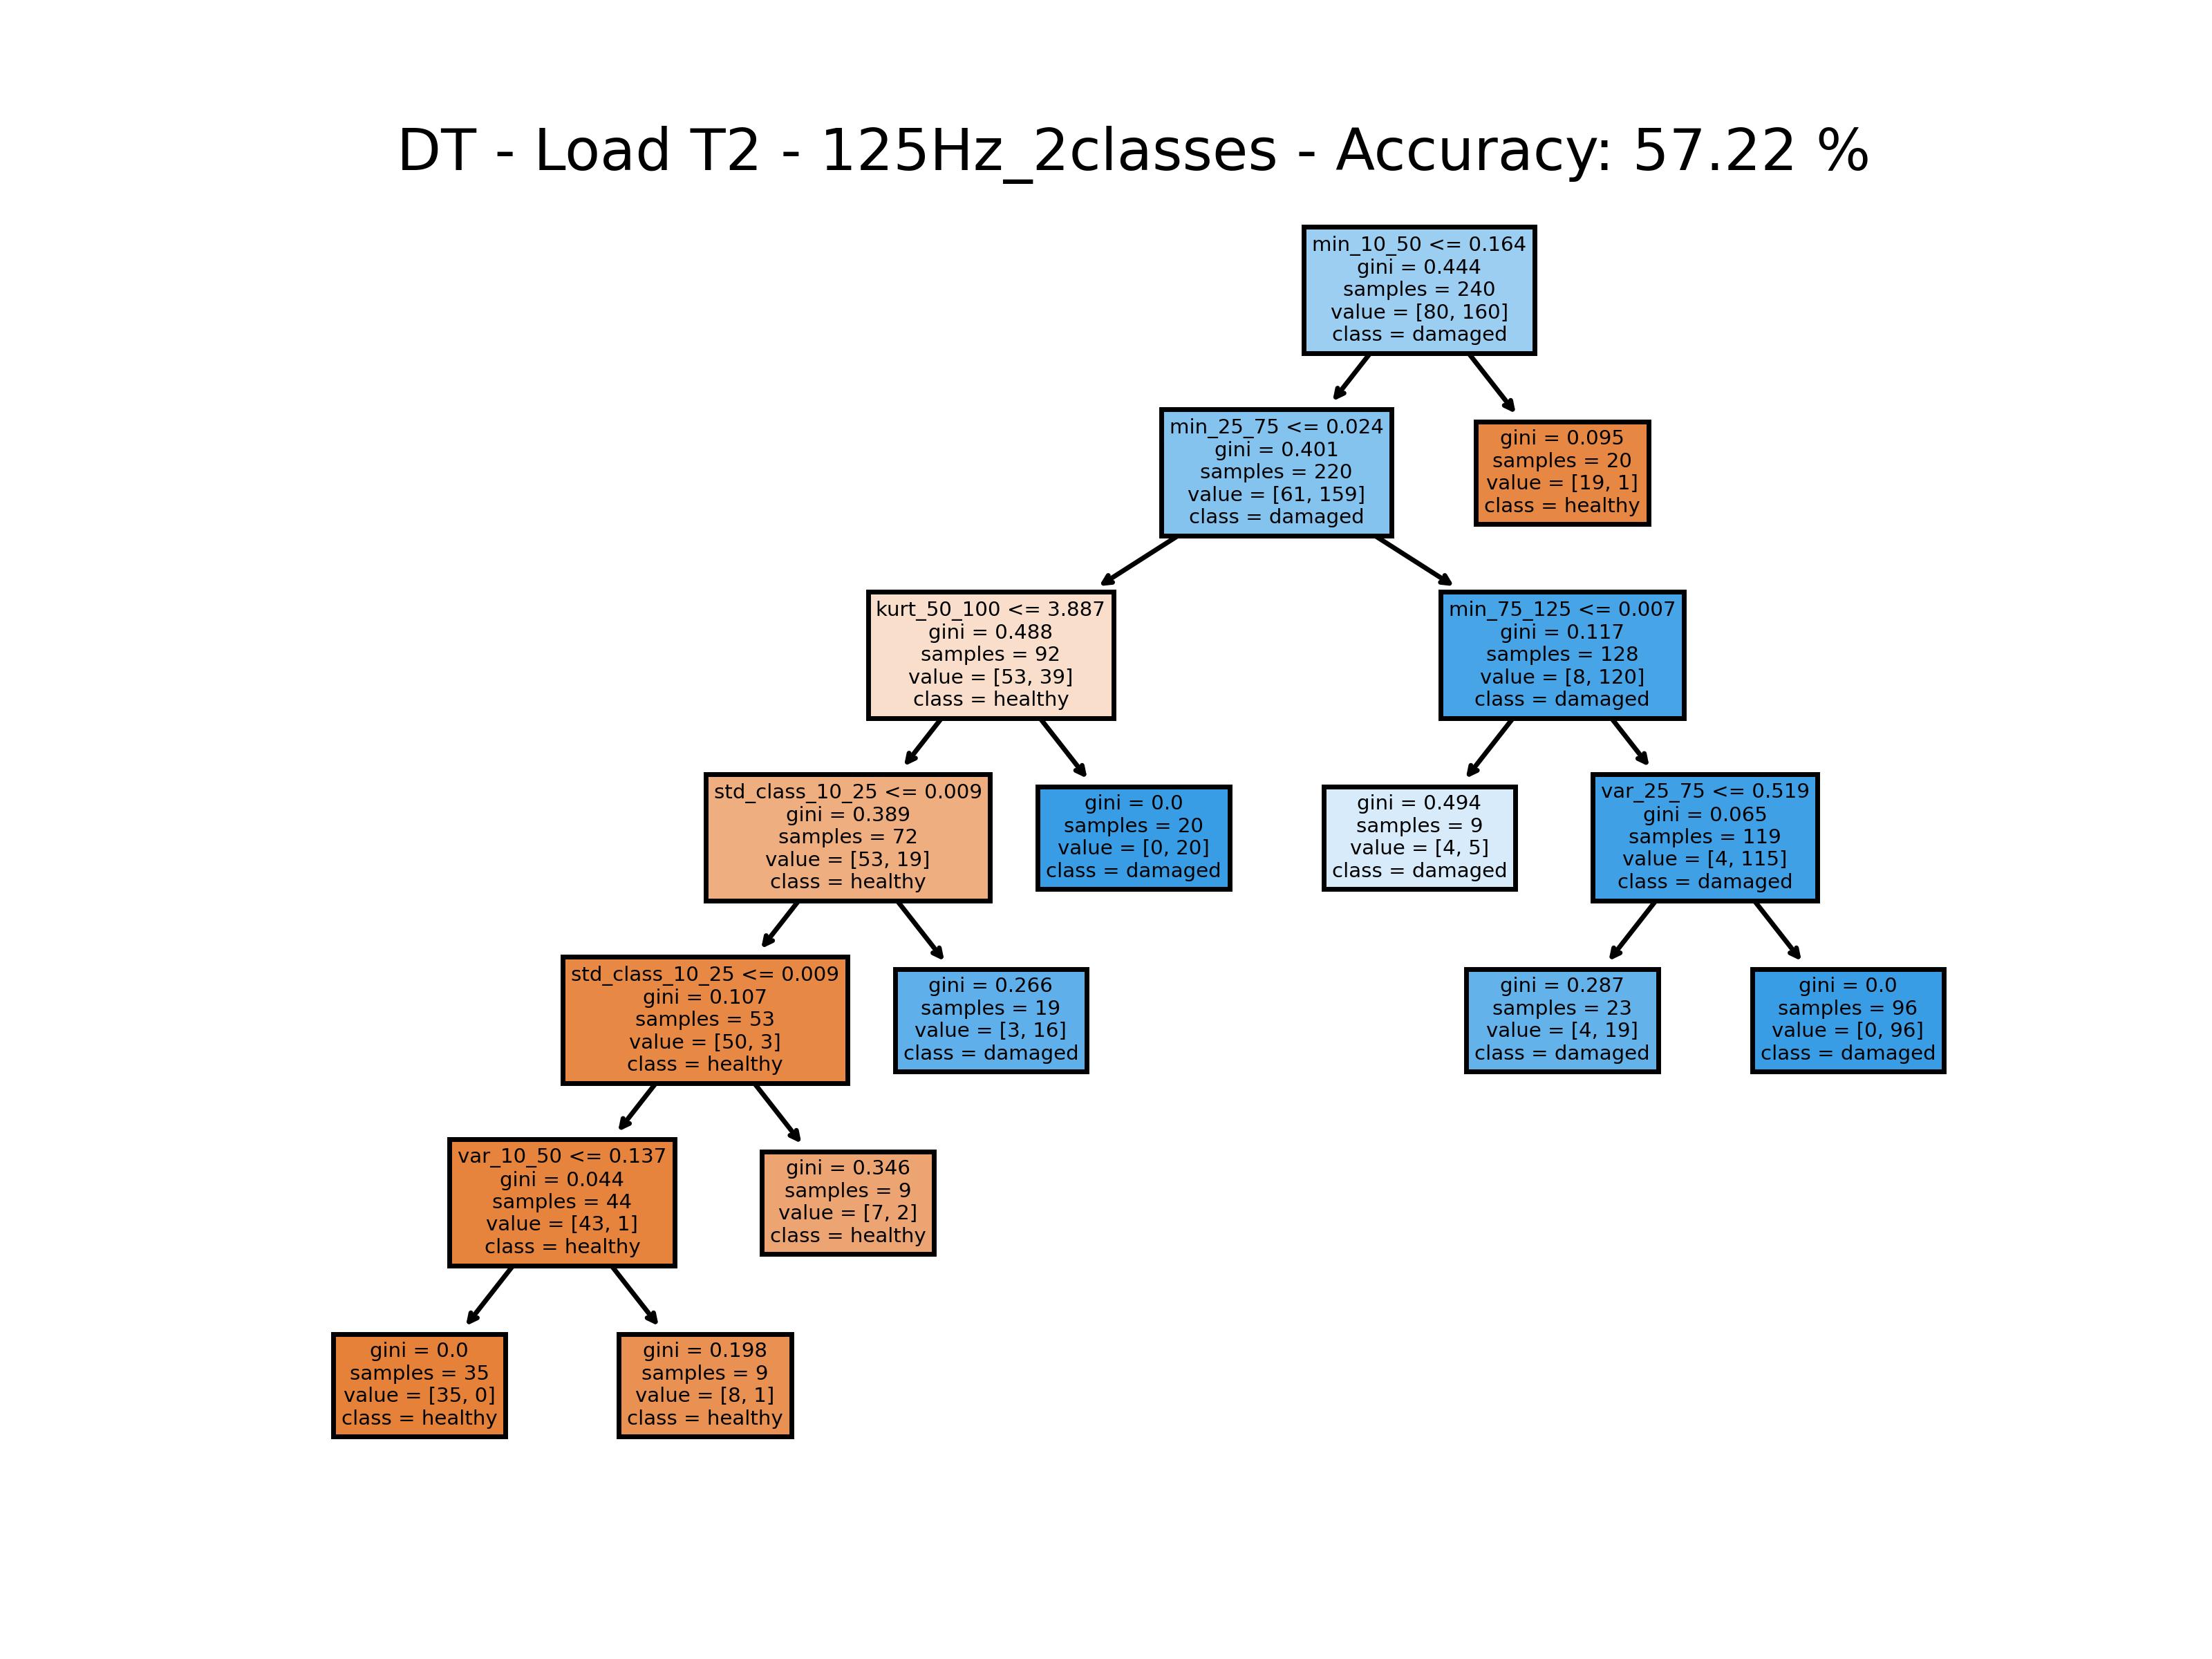 DT - Load T2 - 125Hz_2classes - Accuracy: 57.22 %
min_10_50 <= 0.164
gini = 0.444
samples = 240
value = [80, 160]
class = damaged
min_25_75 <= 0.024
gini = 0.401
samples = 220
value = [61, 159]
class = damaged
gini = 0.095
samples = 20
value = [19, 1]
class = healthy
kurt_50_100 <= 3.887
gini = 0.488
samples = 92
value = [53, 39]
class = healthy
min_75_125 <= 0.007
gini = 0.117
samples = 128
value = [8, 120]
class = damaged
std_class_10_25 <= 0.009
gini = 0.389
samples = 72
value = [53, 19]
class = healthy
gini = 0.0
samples = 20
value = [0, 20]
class = damaged
gini = 0.494
samples = 9
value = [4, 5]
class = damaged
var_25_75 <= 0.519
gini = 0.065
samples = 119
value = [4, 115]
class = damaged
std_class_10_25 <= 0.009
gini = 0.107
samples = 53
value = [50, 3]
class = healthy
gini = 0.266
samples = 19
value = [3, 16]
class = damaged
gini = 0.287
samples = 23
value = [4, 19]
class = damaged
gini = 0.0
samples = 96
value = [0, 96]
class = damaged
var_10_50 <= 0.137
gini = 0.044
samples = 44
value = [43, 1]
class = healthy
gini = 0.346
samples = 9
value = [7, 2]
class = healthy
gini = 0.0
samples = 35
value = [35, 0]
class = healthy
gini = 0.198
samples = 9
value = [8, 1]
class = healthy